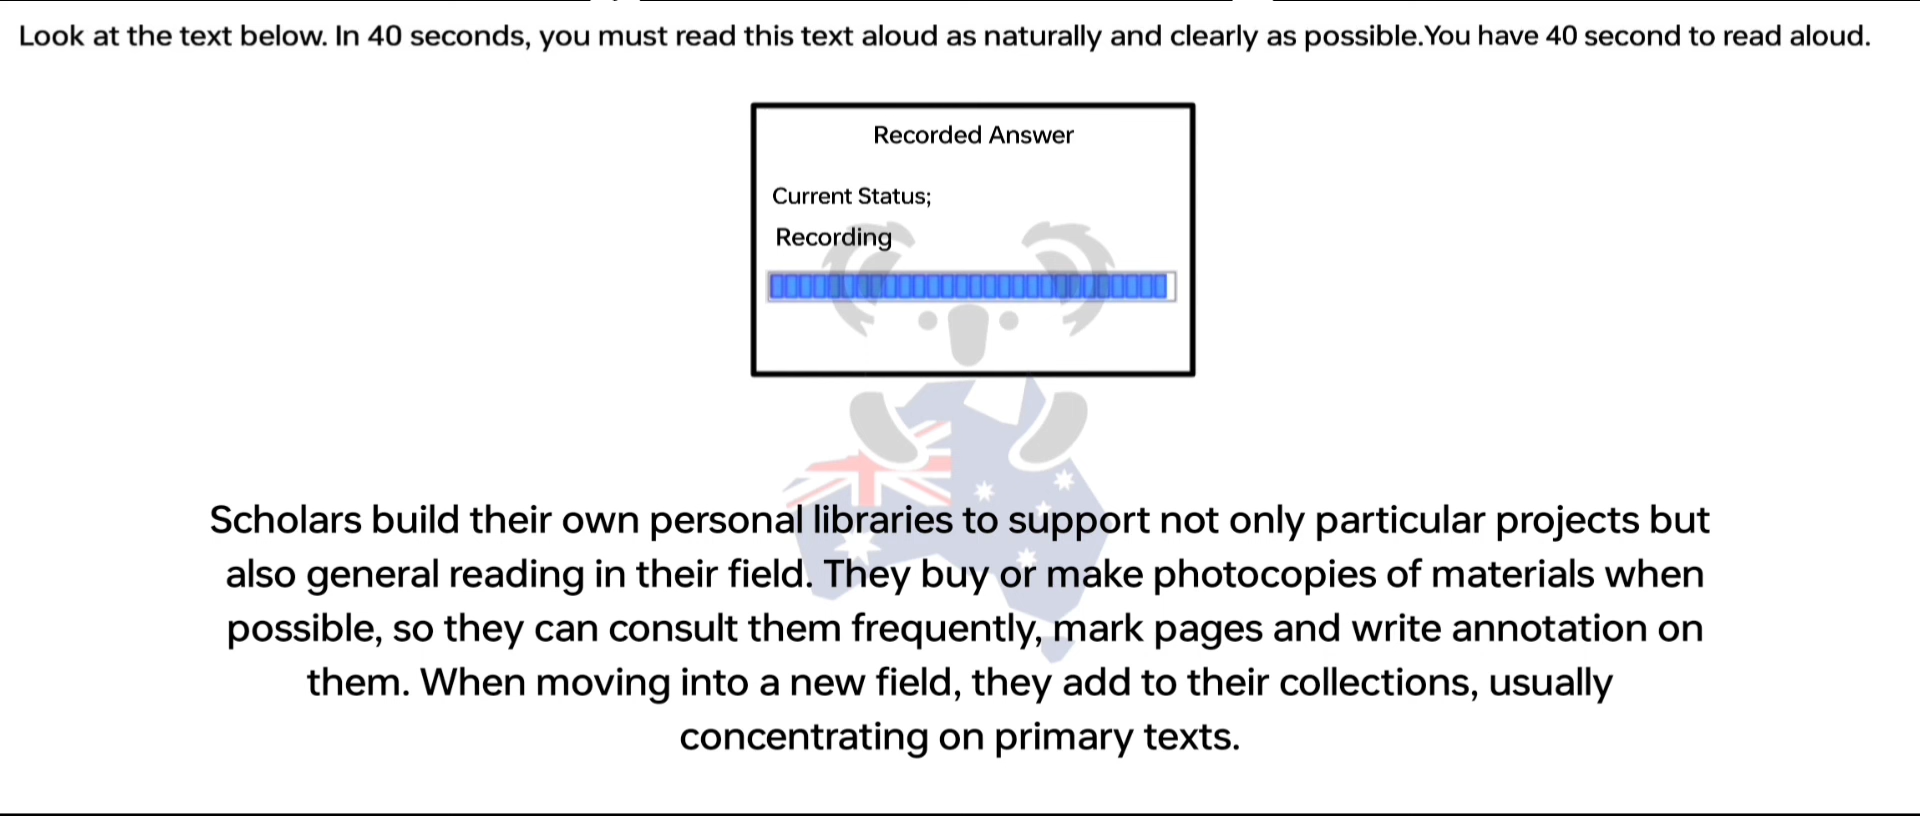 Look at the text below. In 40 seconds, you must read this text aloud as naturally and clearly as possible.You have 40 second to read aloud.
Recorded Answer
Current Status;
Recording
Scholars build their own personal libraries to support not only particular projects but
also general reading in their field. They buy or make photocopies of materials when
possible, so they can consult them frequently, mark pages and write annotation on
them. When moving into a new field, they add to their collections, usually
concentrating on primary texts.